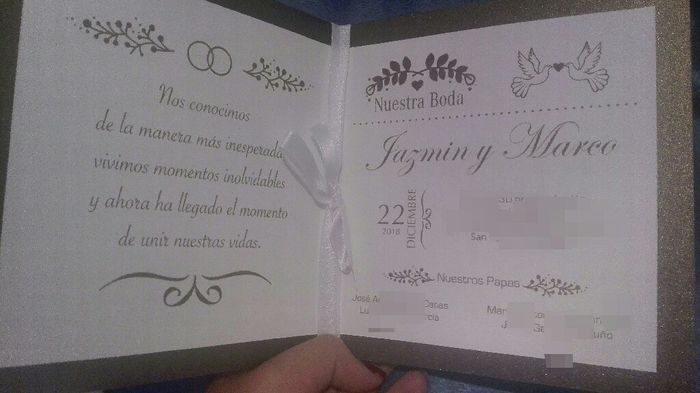 Nos conocimos
de la manera más inesperada,
vivimos momentos inolvidables
y ahora ha llegado el momento
de unir nuestras vidas.
Nuestra Boda
Jazmin y Marco
22
2018
DICIEMBRE
San
Nuestros Papas
José